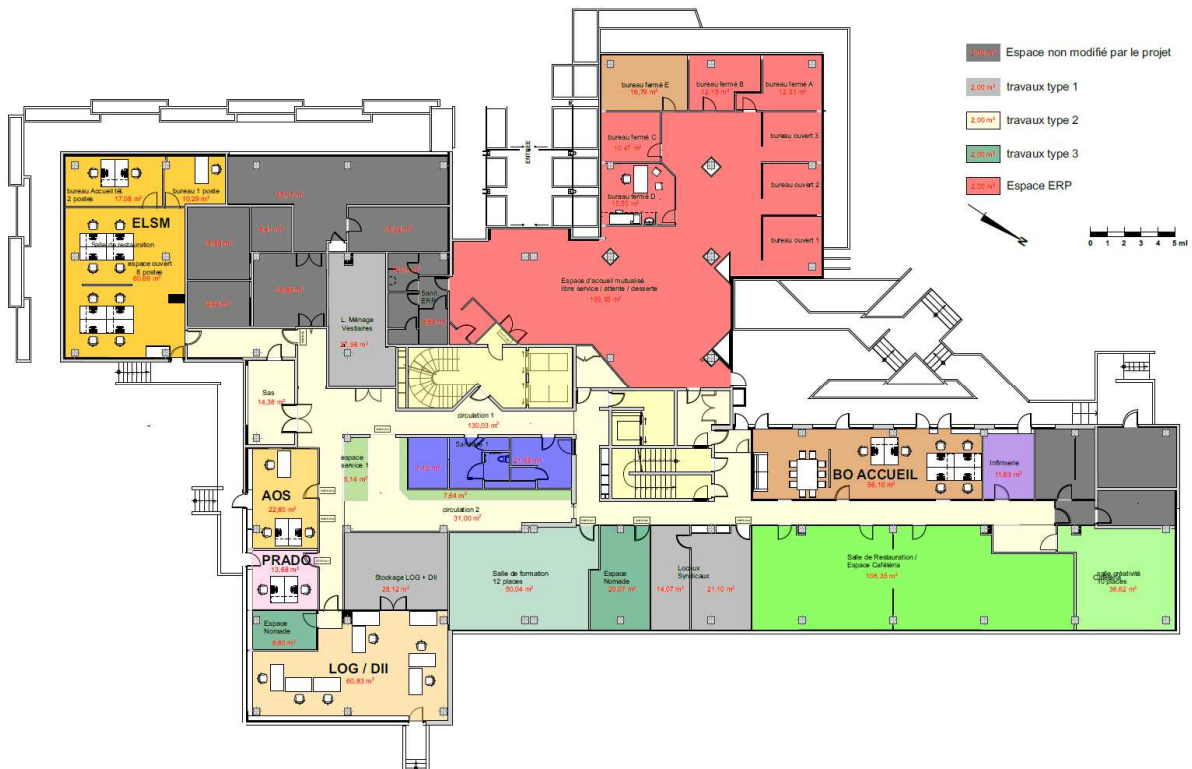 2.00 m² Espace non modifié par le projet
2.00 m² travaux type 1
2.00 m² travaux type 2
2.00 m² travaux type 3
2.00 m² Espace ERP
N
0 1 2 3 4 5 ml
ENTREE
bureau fermé E
16,79 m²
bureau fermé B
12,15 m²
bureau fermé A
12,93 m²
bureau fermé C
10,47 m²
bureau ouvert 3
bureau ouvert 2
bureau fermé D
bureau ouvert 1
Espace d'accueil mutualisé
libre service / attente / desserte
bureau Accueil tél.
2 postes
17,08 m²
bureau 1 poste
10,29 m²
ELSM
Salle de restauration
espace ouvert
8 postes
60,89 m²
Sanit.
ERP
L. Ménage
Vestiaires
27,96 m²
Sas
14,38 m²
circulation 1
130,03 m²
espace
service 1
5,14 m²
7,64 m²
circulation 2
31,00 m²
AOS
22,80 m²
PRADO
13,68 m²
Espace
Nomade
LOG / DII
60,83 m²
Stockage LOG + DII
28,12 m²
Salle de formation
12 places
50,04 m²
Espace
Nomade
20,07 m²
Locaux
Syndicaux
14,07 m²
21,10 m²
BO ACCUEIL
Infirmerie
11,83 m²
Salle de Restauration /
Espace Cafétéria
108,35 m²
salle créativité
10 places
36,62 m²